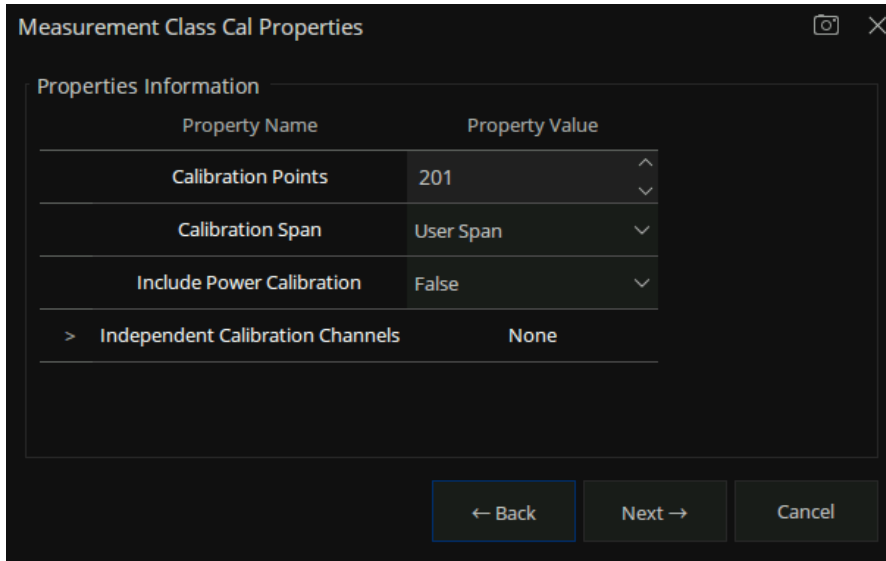 Measurement Class Cal Properties
Properties Information
Property Name Property Value
Calibration Points 201
Calibration Span User Span
Include Power Calibration False
> Independent Calibration Channels None
← Back Next → Cancel